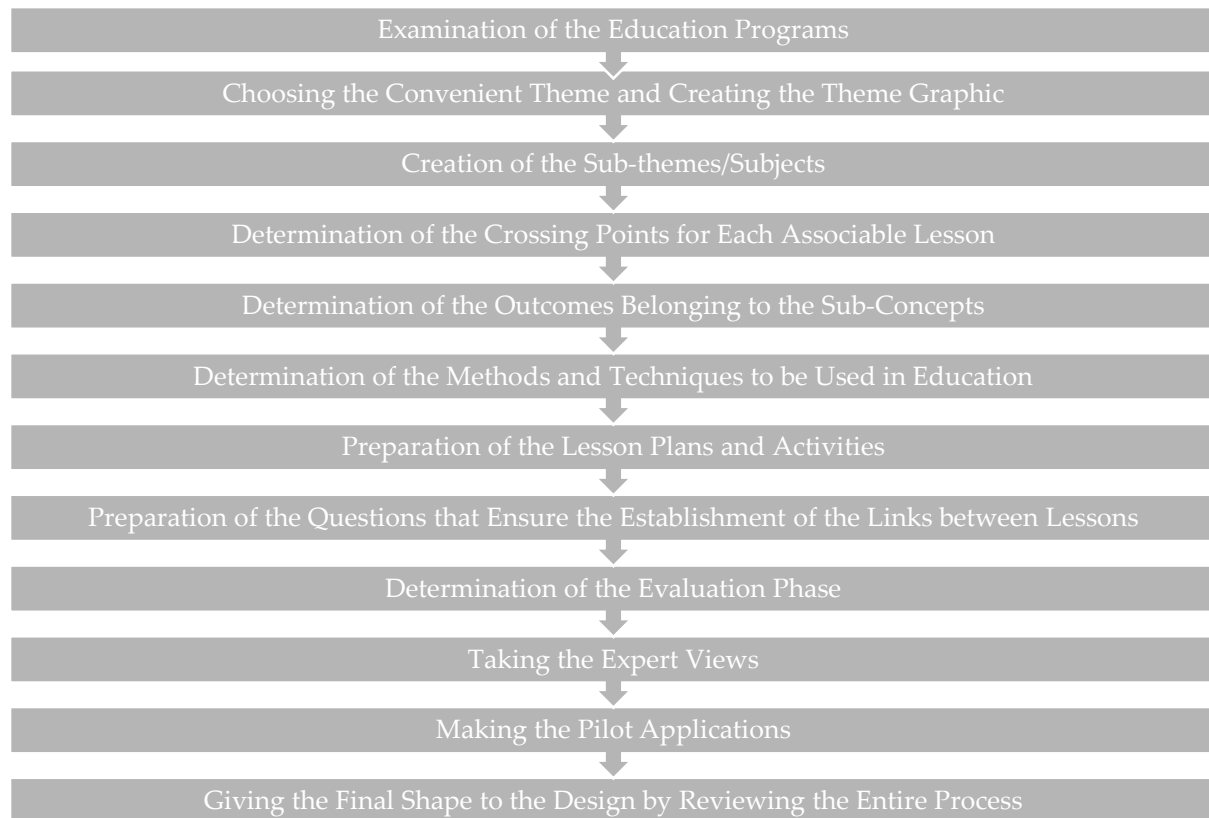 Examination of the Education Programs
Choosing the Convenient Theme and Creating the Theme Graphic
Creation of the Sub-themes/Subjects
Determination of the Crossing Points for Each Associable Lesson
Determination of the Outcomes Belonging to the Sub-Concepts
Determination of the Methods and Techniques to be Used in Education
Preparation of the Lesson Plans and Activities
Preparation of the Questions that Ensure the Establishment of the Links between Lessons
Determination of the Evaluation Phase
Taking the Expert Views
Making the Pilot Applications
Giving the Final Shape to the Design by Reviewing the Entire Process